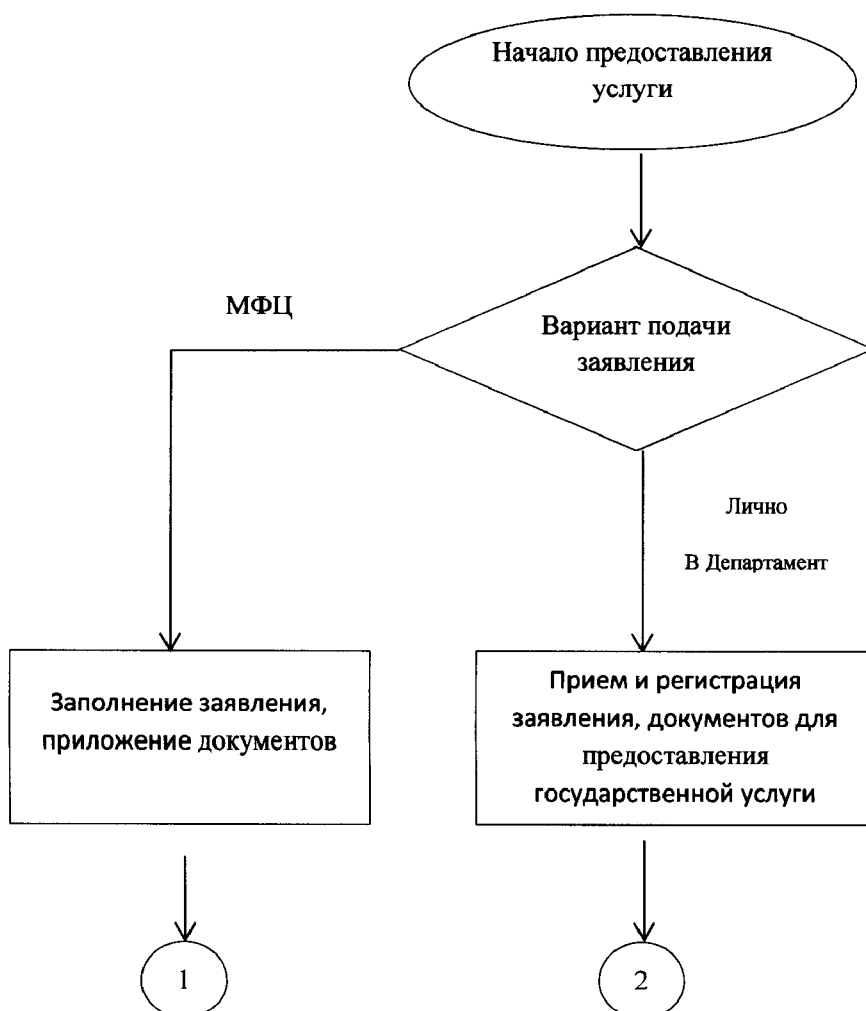 Начало предоставления
услуги
МФЦ
Вариант подачи
заявления
Лично
В Департамент
Заполнение заявления,
приложение документов
Прием и регистрация
заявления, документов для
предоставления
государственной услуги
1
2